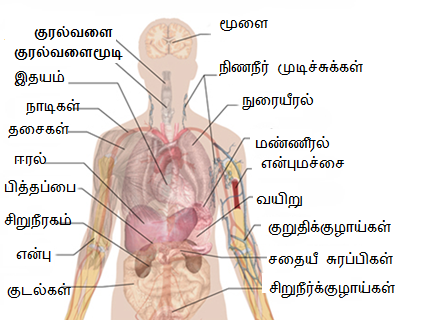 குரல்வளை
குரல்வளைமூடி
இதயம்
நாடிகள்
தசைகள்
ஈரல்
பித்தப்பை
சிறுநீரகம்
என்பு
குடல்கள்
மூளை
நிணநீர் முடிச்சுக்கள்
நுரையீரல்
மண்ணீரல்
என்புமச்சை
வயிறு
குறுதிக்குழாய்கள்
சதையீ சுரப்பிகள்
சிறுநீர்க்குழாய்கள்